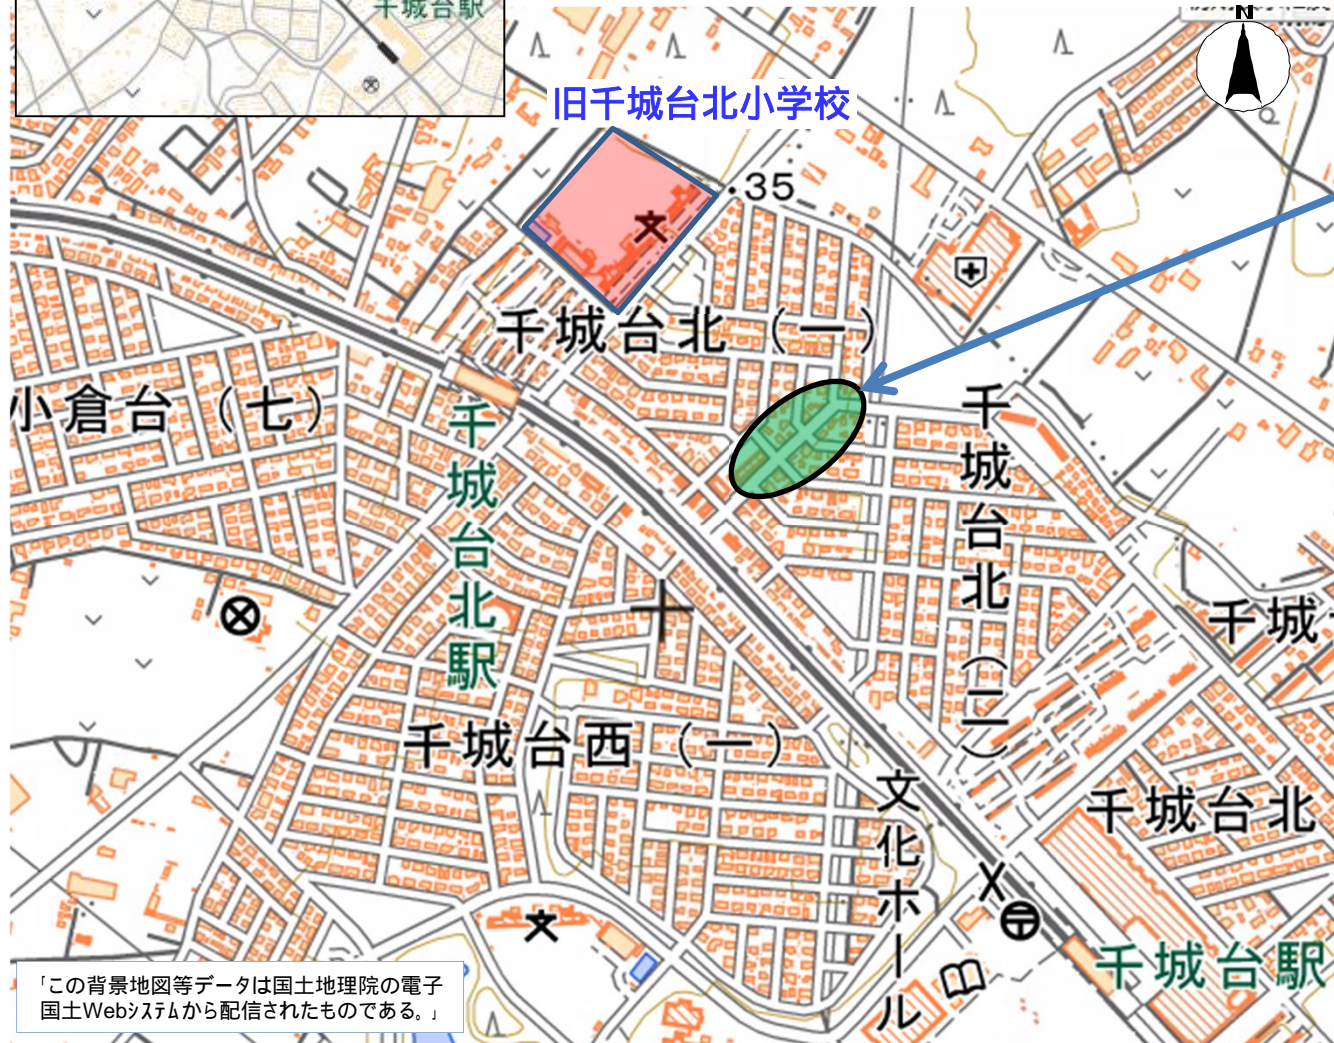 千城台駅
N
旧千城台北小学校
35
千城台北（一）
小倉台（七）
千城台北駅
千城台北（二）
千城
千城台西（一）
文化ホール
千城台北
千城台駅
「この背景地図等データは国土地理院の電子
国土Webシステムから配信されたものである。」